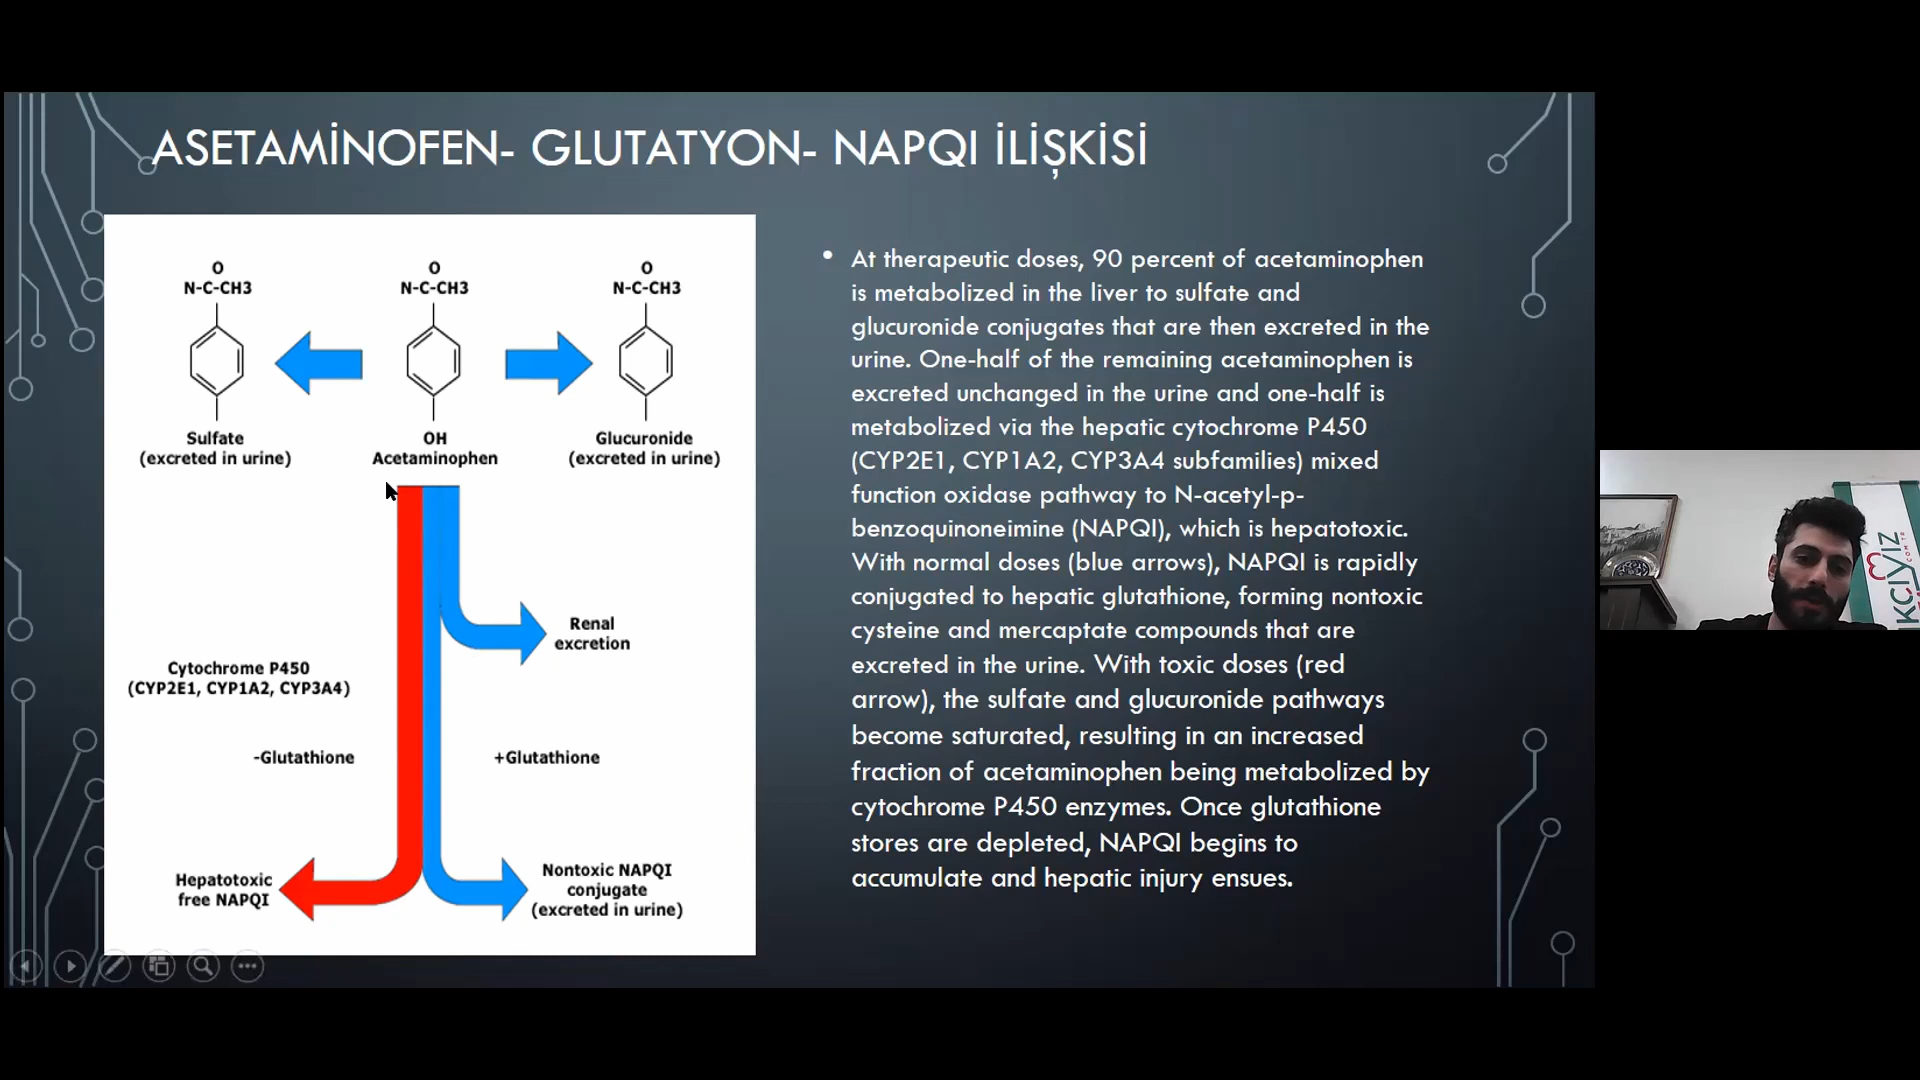 ASETAMİNOFEN- GLUTATYON- NAPQI İLİŞKİSİ
O
N-C-CH3
O
N-C-CH3
O
N-C-CH3
Sulfate
(excreted in urine)
OH
Acetaminophen
Glucuronide
(excreted in urine)
Renal
excretion
Cytochrome P450
(CYP2E1, CYP1A2, CYP3A4)
-Glutathione
+Glutathione
Hepatotoxic
free NAPQI
Nontoxic NAPQI
conjugate
(excreted in urine)
• At therapeutic doses, 90 percent of acetaminophen
is metabolized in the liver to sulfate and
glucuronide conjugates that are then excreted in the
urine. One-half of the remaining acetaminophen is
excreted unchanged in the urine and one-half is
metabolized via the hepatic cytochrome P450
(CYP2E1, CYP1A2, CYP3A4 subfamilies) mixed
function oxidase pathway to N-acetyl-p-
benzoquinoneimine (NAPQI), which is hepatotoxic.
With normal doses (blue arrows), NAPQI is rapidly
conjugated to hepatic glutathione, forming nontoxic
cysteine and mercaptate compounds that are
excreted in the urine. With toxic doses (red
arrow), the sulfate and glucuronide pathways
become saturated, resulting in an increased
fraction of acetaminophen being metabolized by
cytochrome P450 enzymes. Once glutathione
stores are depleted, NAPQI begins to
accumulate and hepatic injury ensues.